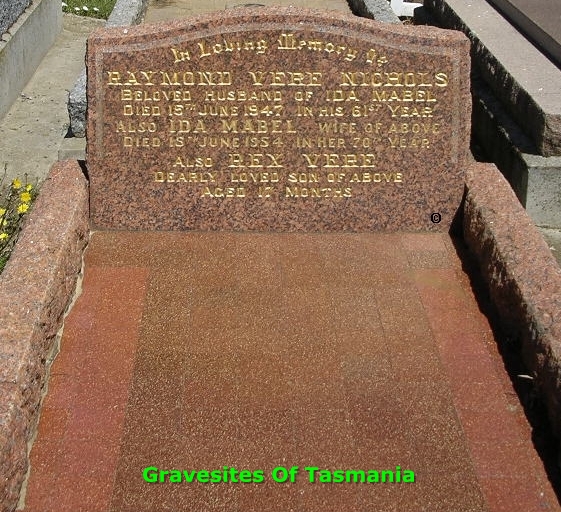 In Loving Memory Of
RAYMOND VERE NICHOLS
BELOVED HUSBAND OF IDA MABEL
DIED 15TH JUNE 1947 IN HIS 61ST YEAR
ALSO IDA MABEL WIFE OF ABOVE
DIED 15TH JUNE 1954 IN HER 70TH YEAR
ALSO REX VERE
DEARLY LOVED SON OF ABOVE
AGED 17 MONTHS
©
Gravesites Of Tasmania